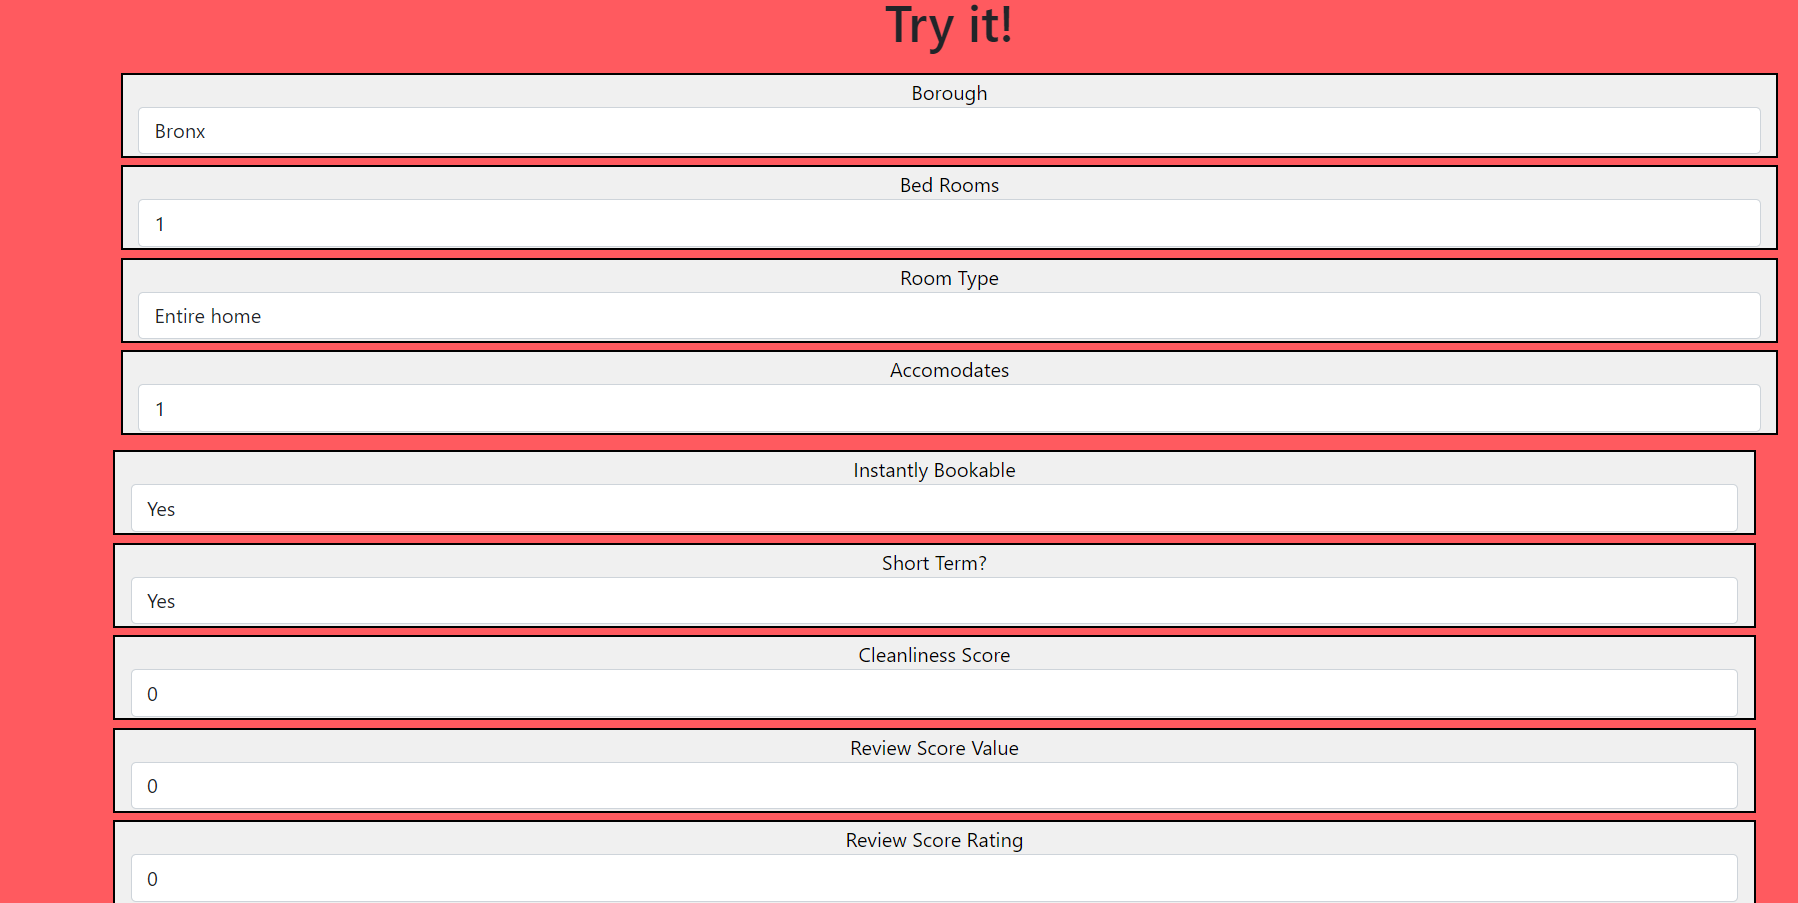 Try it!
Borough
Bronx
Bed Rooms
1
Room Type
Entire home
Accomodates
1
Instantly Bookable
Yes
Short Term?
Yes
Cleanliness Score
0
Review Score Value
0
Review Score Rating
0